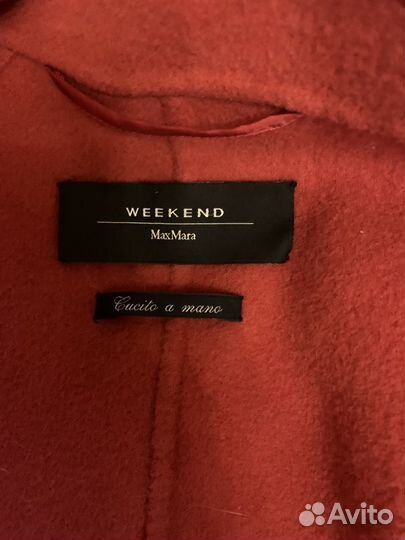 WEEKEND
MaxMara
Cucito a mano
Avito